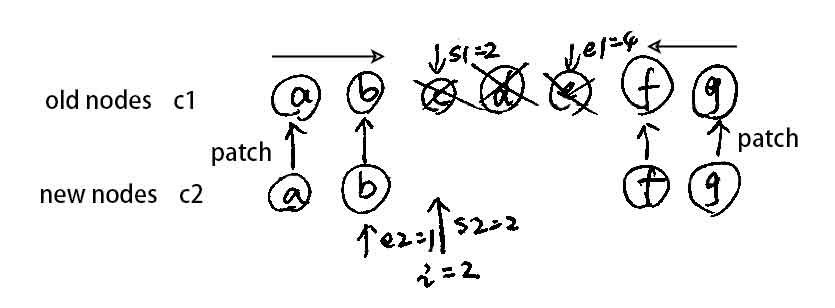 s1=2 e1=4
old nodes c1 a b c d e f g
patch patch
new nodes c2 a b f g
e2=1 s2=2
i=2